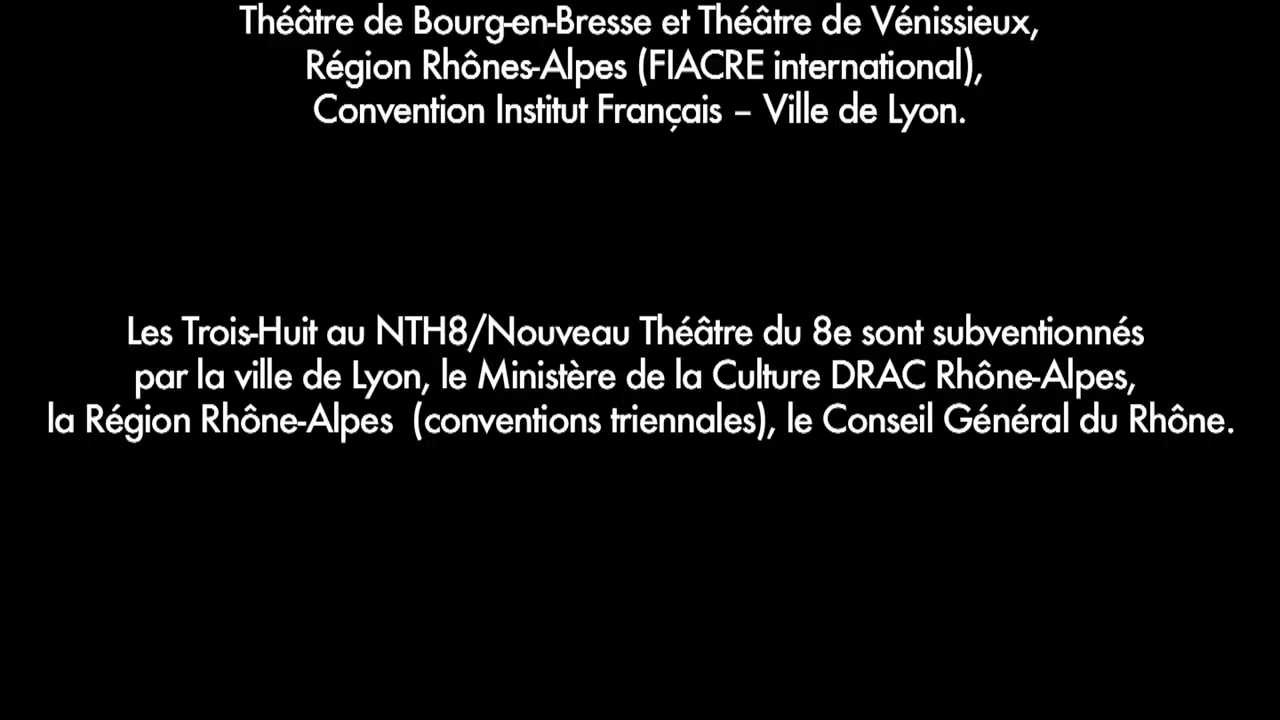 Théâtre de Bourg-en-Bresse et Théâtre de Vénissieux,
Région Rhônes-Alpes (FIACRE international),
Convention Institut Français – Ville de Lyon.
Les Trois-Huit au NTH8/Nouveau Théâtre du 8e sont subventionnés
par la ville de Lyon, le Ministère de la Culture DRAC Rhône-Alpes,
la Région Rhône-Alpes (conventions triennales), le Conseil Général du Rhône.